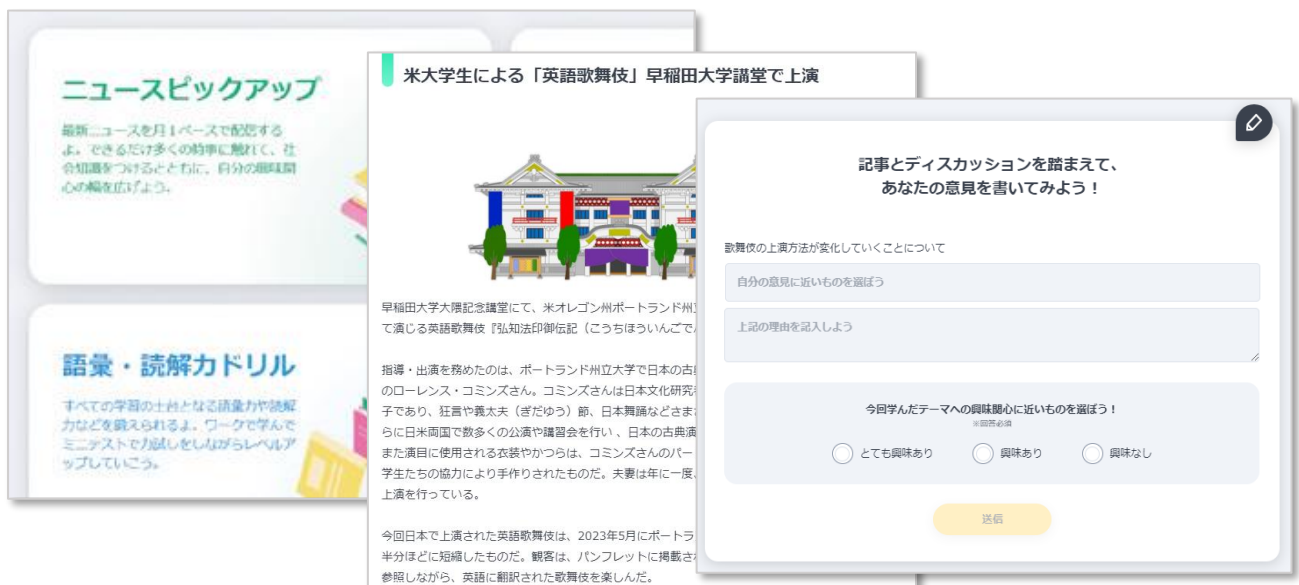 ニュースピックアップ
最新ニュースを月1ペースで配信する
よ。できるだけ多くの時事に触れて、社
会知識をつけるとともに、自分の興味関
心の幅を広げよう。
語彙・読解力ドリル
すべての学習の土台となる語彙力や読解
力などを鍛えられるよ。ワークで学んで
ミニテストで力試しをしながらレベルア
ップしていこう。
米大学生による「英語歌舞伎」早稲田大学講堂で上演
早稲田大学大隈記念講堂にて、米オレゴン州ポートランド州
て演じる英語歌舞伎『弘知法印御伝記（こうちほういんごで
指導・出演を務めたのは、ポートランド州立大学で日本の古
のローレンス・コミンズさん。コミンズさんは日本文化研究
子であり、狂言や義太夫（ぎだゆう）節、日本舞踊などさま
らに日米両国で数多くの公演や講習会を行い、日本の古典演
また演目に使用される衣装やかつらは、コミンズさんのパー
学生たちの協力により手作りされたものだ。夫妻は年に一度、
上演を行っている。
今回日本で上演された英語歌舞伎は、2023年5月にポートラ
半分ほどに短縮したものだ。観客は、パンフレットに掲載さ
参照しながら、英語に翻訳された歌舞伎を楽しんだ。
記事とディスカッションを踏まえて、
あなたの意見を書いてみよう！
歌舞伎の上演方法が変化していくことについて
自分の意見に近いものを選ぼう
上記の理由を記入しよう
今回学んだテーマへの興味関心に近いものを選ぼう！
※回答必須
とても興味あり 興味あり 興味なし
送信